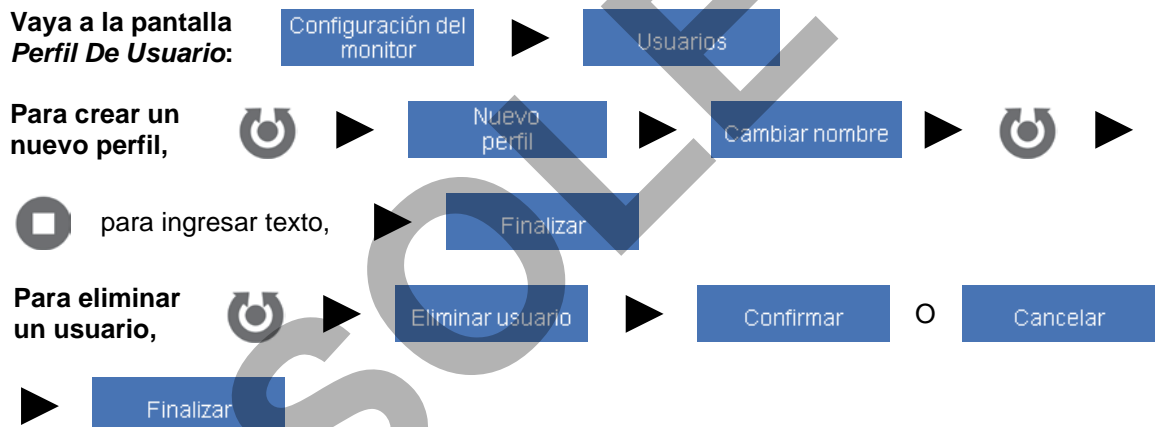 Vaya a la pantalla
Perfil De Usuario:
Configuración del
monitor
Usuarios
Para crear un
nuevo perfil,
Nuevo
perfil
Cambiar nombre
para ingresar texto,
Finalizar
Para eliminar
un usuario,
Eliminar usuario
Confirmar
O
Cancelar
Finalizar